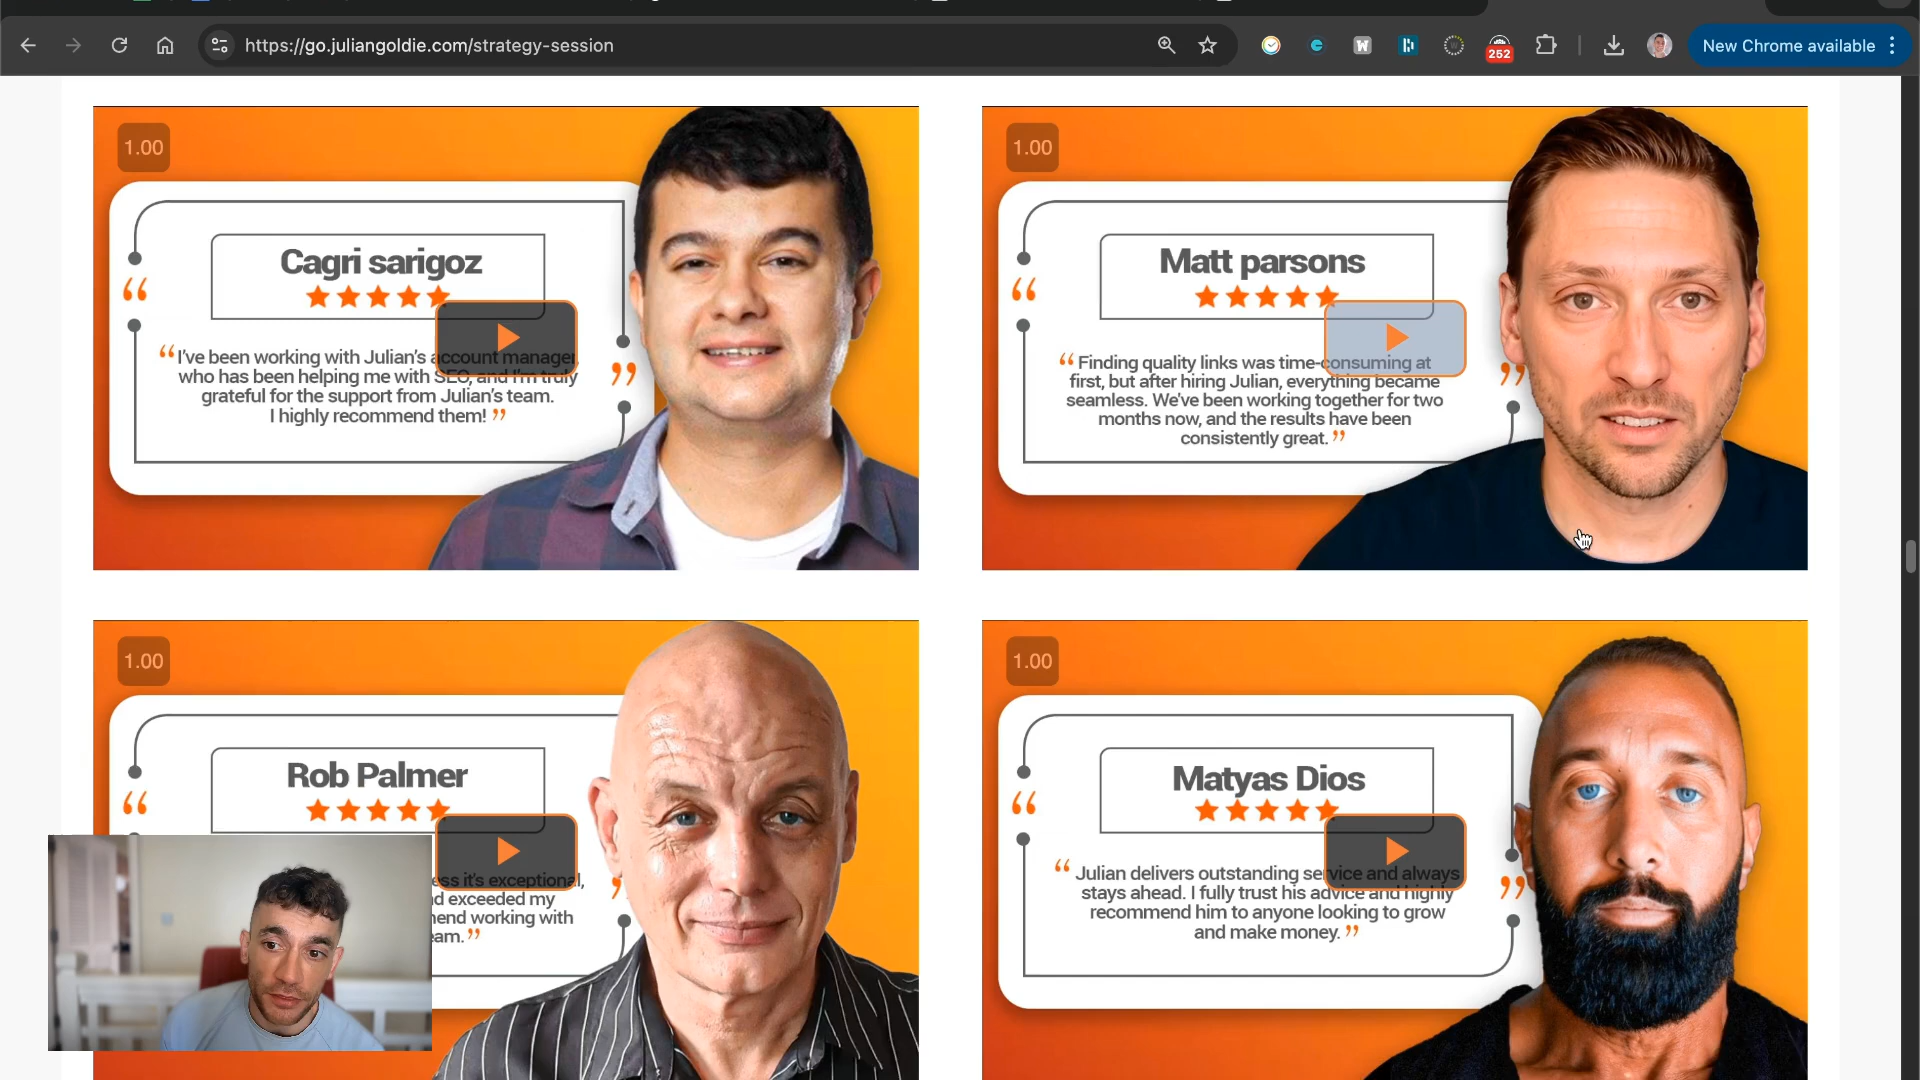 https://go.juliangoldie.com/strategy-session
252
New Chrome available
1.00
Cagri sarigoz
“I've been working with Julian's account manager,
who has been helping me with SEO, and I'm truly
grateful for the support from Julian's team.
I highly recommend them!”
1.00
Matt parsons
“Finding quality links was time-consuming at
first, but after hiring Julian, everything became
seamless. We've been working together for two
months now, and the results have been
consistently great.”
1.00
Rob Palmer
it's exceptional,
exceeded my
working with
”
1.00
Matyas Dios
“Julian delivers outstanding service and always
stays ahead. I fully trust his advice and highly
recommend him to anyone looking to grow
and make money.”